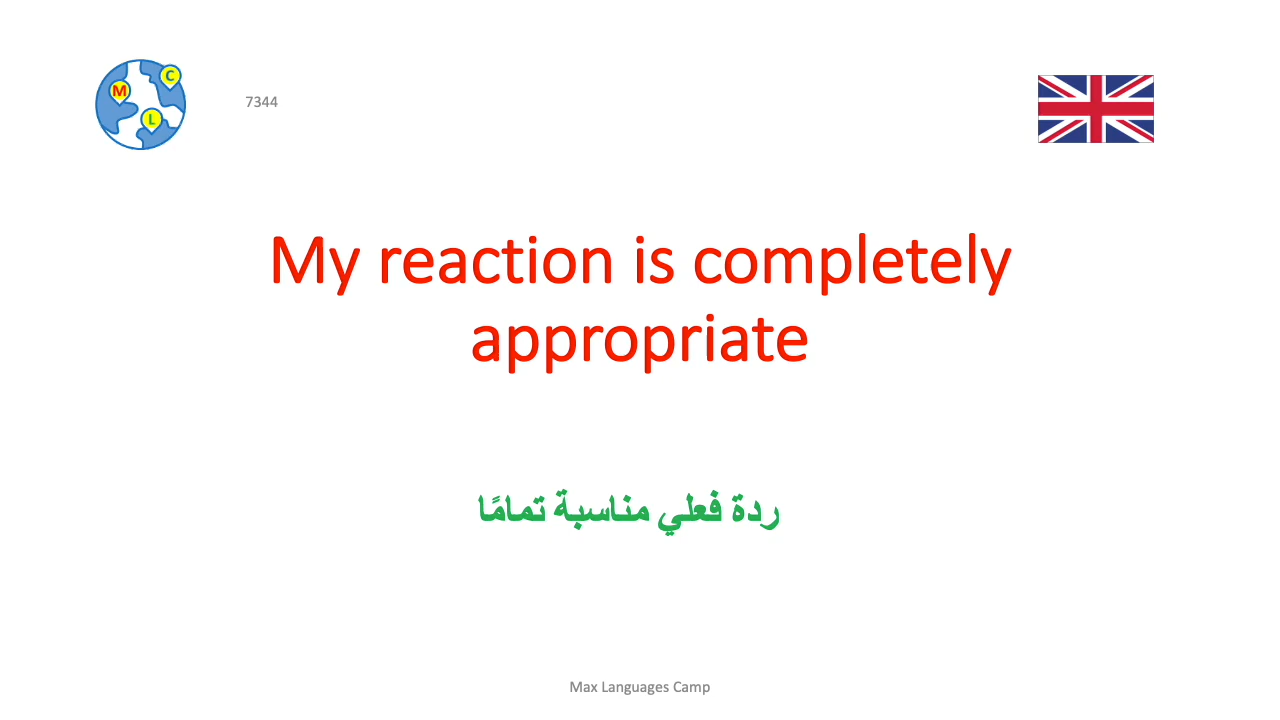 M
C
L
7344
My reaction is completely
appropriate
ردة فعلي مناسبة تمامًا
Max Languages Camp